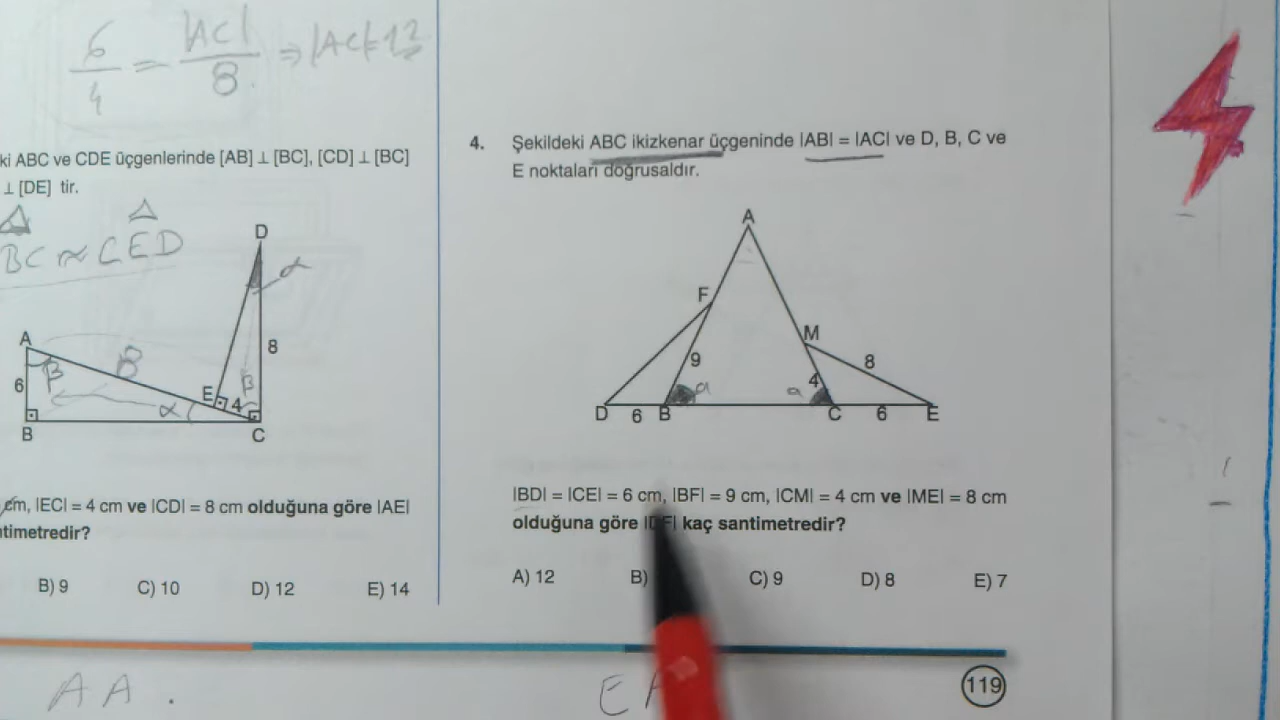 6/4 = |AC|/8 ⇒ |AC|=12
ki ABC ve CDE üçgenlerinde [AB] ⊥ [BC], [CD] ⊥ [BC]
⊥ [DE] tir.
BC ≈ CED
D
α
A
β
8
8
6
E
β
4
α
B
C
cm, |EC| = 4 cm ve |CD| = 8 cm olduğuna göre |AE|
ntimetredir?
B) 9 C) 10 D) 12 E) 14
A A .
4. Şekildeki ABC ikizkenar üçgeninde |AB| = |AC| ve D, B, C ve
E noktaları doğrusaldır.
A
F
M
9
8
a
a
4
D 6 B C 6 E
|BD| = |CE| = 6 cm, |BF| = 9 cm, |CM| = 4 cm ve |ME| = 8 cm
olduğuna göre kaç santimetredir?
A) 12 B) C) 9 D) 8 E) 7
E
119